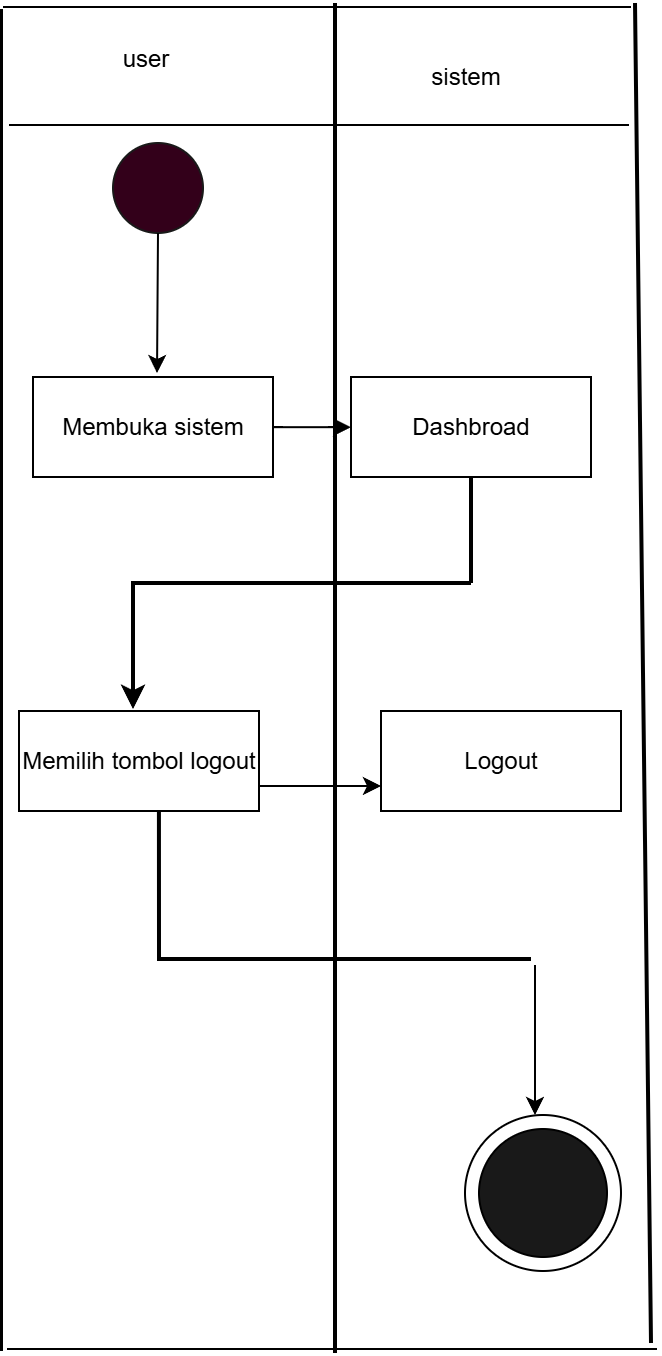 user
sistem
Membuka sistem
Dashbroad
Memilih tombol logout
Logout